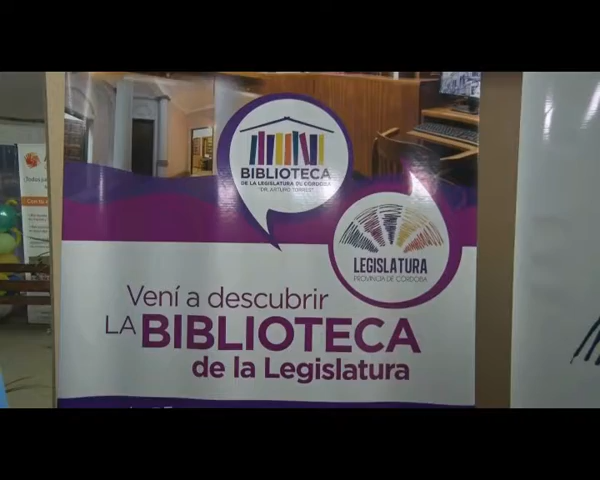 BIBLIOTECA
DE LA LEGISLATURA DE CÓRDOBA
LEGISLATURA
PROVINCIA DE CÓRDOBA
Vení a descubrir
LA BIBLIOTECA
de la Legislatura